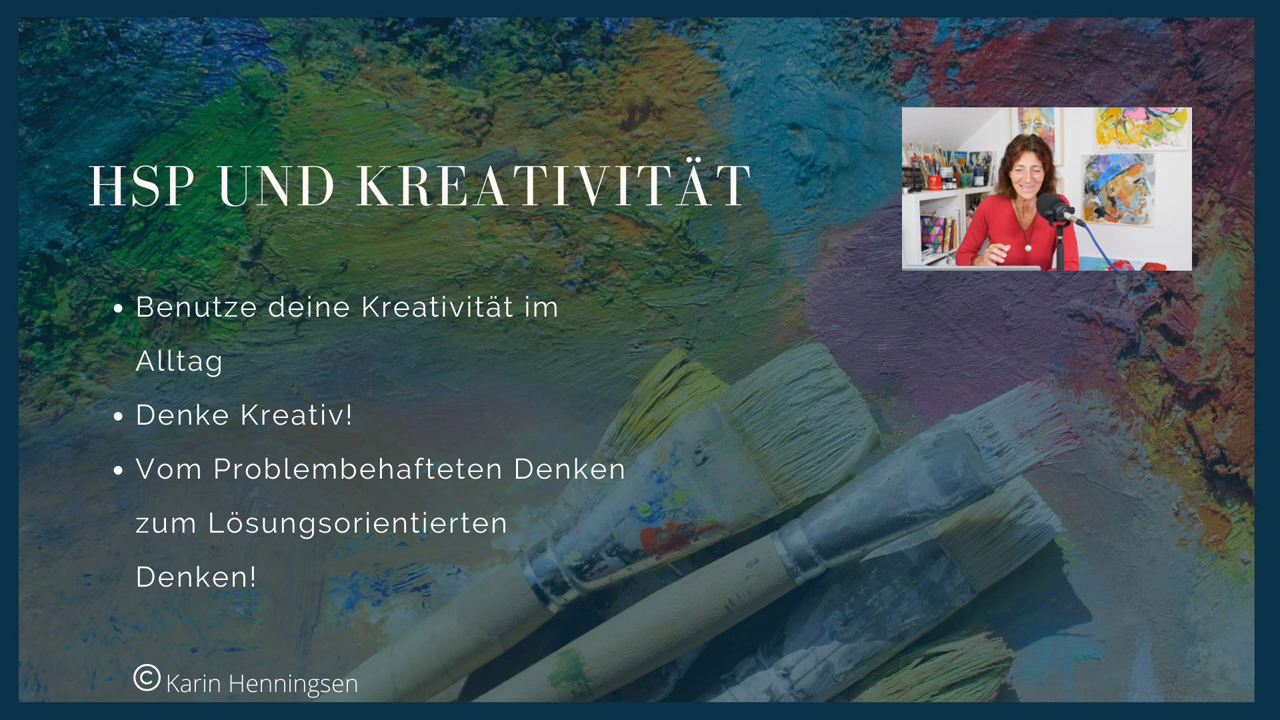 HSP UND KREATIVITÄT
• Benutze deine Kreativität im
Alltag
• Denke Kreativ!
• Vom Problembehafteten Denken
zum Lösungsorientierten
Denken!
© Karin Henningsen